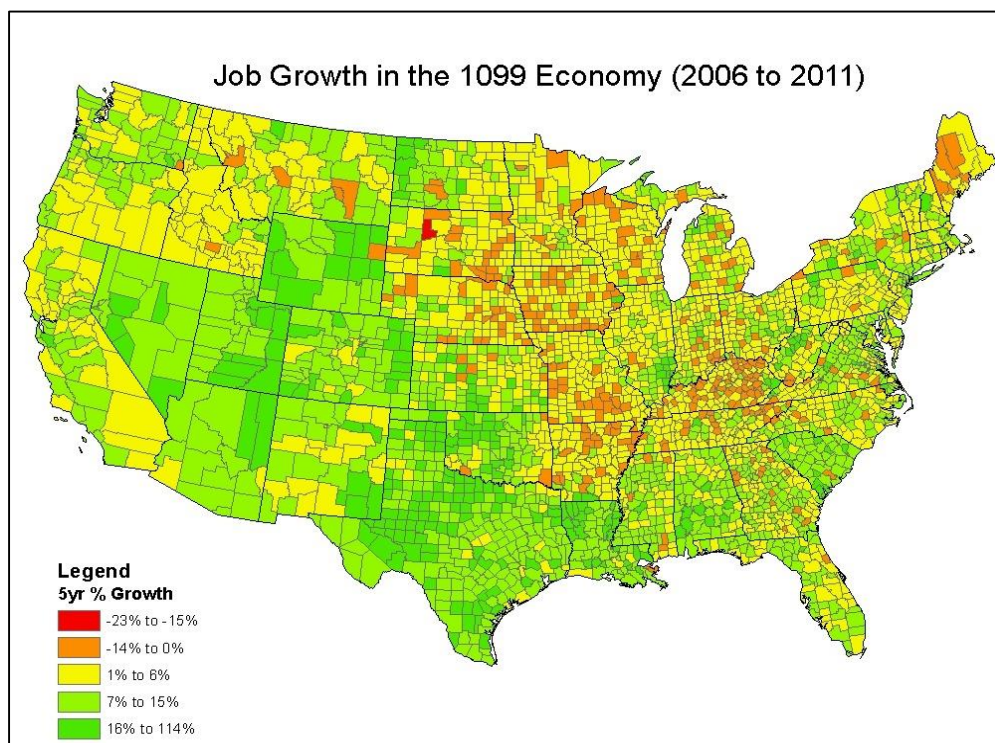 Job Growth in the 1099 Economy (2006 to 2011)
Legend
5yr % Growth
-23% to -15%
-14% to 0%
1% to 6%
7% to 15%
16% to 114%